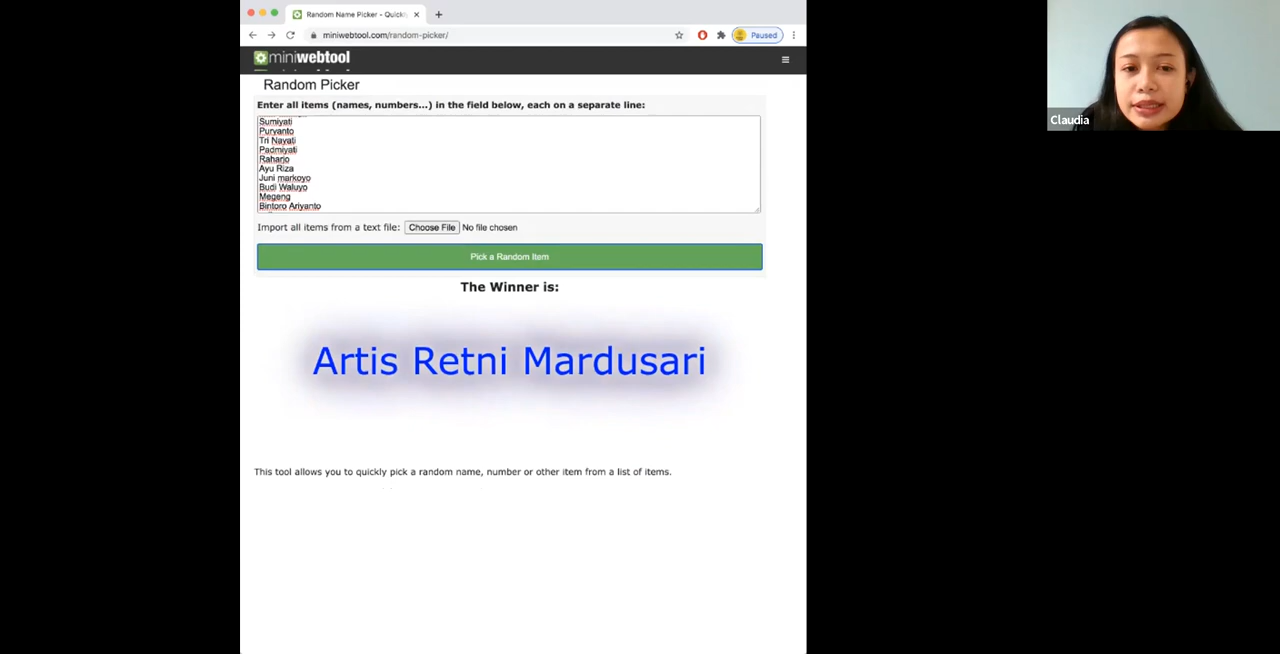 Random Name Picker - Quickly
miniwebtool.com/random-picker/
Paused
miniwebtool
Random Picker
Enter all items (names, numbers...) in the field below, each on a separate line:
Sumiyati
Puryanto
Tri Nayati
Padmiyati
Raharjo
Ayu Riza
Juni markoyo
Budi Waluyo
Megeng
Bintoro Ariyanto
Import all items from a text file: Choose File No file chosen
Pick a Random Item
The Winner is:
Artis Retni Mardusari
This tool allows you to quickly pick a random name, number or other item from a list of items.
Claudia